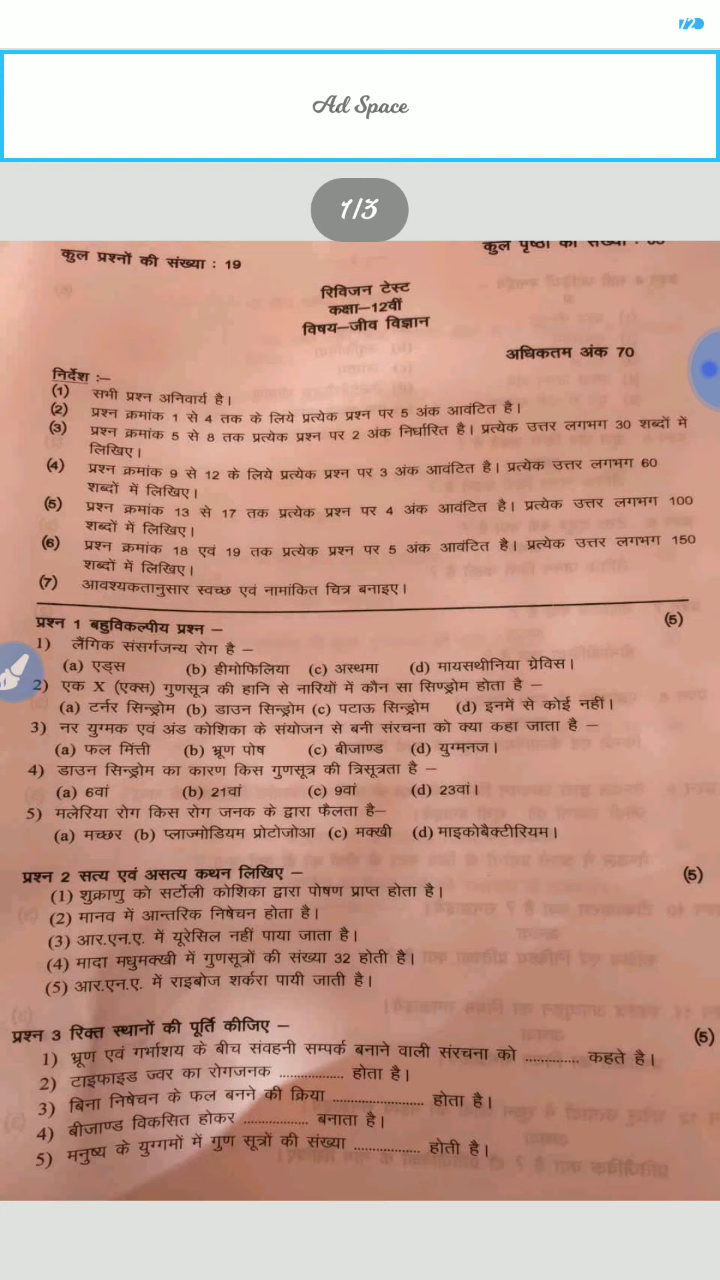 Ad Space
1/3
कुल प्रश्नों की संख्या : 19
कुल पृष्ठों की संख्या :
रिविजन टेस्ट
कक्षा–12वीं
विषय–जीव विज्ञान
अधिकतम अंक 70
निर्देश :–
(1) सभी प्रश्न अनिवार्य है।
(2) प्रश्न क्रमांक 1 से 4 तक के लिये प्रत्येक प्रश्न पर 5 अंक आवंटित है।
(3) प्रश्न क्रमांक 5 से 8 तक प्रत्येक प्रश्न पर 2 अंक निर्धारित है। प्रत्येक उत्तर लगभग 30 शब्दों में
लिखिए।
(4) प्रश्न क्रमांक 9 से 12 के लिये प्रत्येक प्रश्न पर 3 अंक आवंटित है। प्रत्येक उत्तर लगभग 60
शब्दों में लिखिए।
(5) प्रश्न क्रमांक 13 से 17 तक प्रत्येक प्रश्न पर 4 अंक आवंटित है। प्रत्येक उत्तर लगभग 100
शब्दों में लिखिए।
(6) प्रश्न क्रमांक 18 एवं 19 तक प्रत्येक प्रश्न पर 5 अंक आवंटित है। प्रत्येक उत्तर लगभग 150
शब्दों में लिखिए।
(7) आवश्यकतानुसार स्वच्छ एवं नामांकित चित्र बनाइए।
प्रश्न 1 बहुविकल्पीय प्रश्न – (5)
1) लैंगिक संसर्गजन्य रोग है –
(a) एड्स (b) हीमोफिलिया (c) अस्थमा (d) मायसथीनिया ग्रेविस।
2) एक X (एक्स) गुणसूत्र की हानि से नारियों में कौन सा सिण्ड्रोम होता है –
(a) टर्नर सिन्ड्रोम (b) डाउन सिन्ड्रोम (c) पटाऊ सिन्ड्रोम (d) इनमें से कोई नहीं।
3) नर युग्मक एवं अंड कोशिका के संयोजन से बनी संरचना को क्या कहा जाता है –
(a) फल मित्ती (b) भ्रूण पोष (c) बीजाण्ड (d) युग्मनज।
4) डाउन सिन्ड्रोम का कारण किस गुणसूत्र की त्रिसूत्रता है –
(a) 6वां (b) 21वां (c) 9वां (d) 23वां।
5) मलेरिया रोग किस रोग जनक के द्वारा फैलता है–
(a) मच्छर (b) प्लाज्मोडियम प्रोटोजोआ (c) मक्खी (d) माइकोबैक्टीरियम।
प्रश्न 2 सत्य एवं असत्य कथन लिखिए – (5)
(1) शुक्राणु को सर्टोली कोशिका द्वारा पोषण प्राप्त होता है।
(2) मानव में आन्तरिक निषेचन होता है।
(3) आर.एन.ए. में यूरेसिल नहीं पाया जाता है।
(4) मादा मधुमक्खी में गुणसूत्रों की संख्या 32 होती है।
(5) आर.एन.ए. में राइबोज शर्करा पायी जाती है।
प्रश्न 3 रिक्त स्थानों की पूर्ति कीजिए – (5)
1) भ्रूण एवं गर्भाशय के बीच संवहनी सम्पर्क बनाने वाली संरचना को ............. कहते है।
2) टाइफाइड ज्वर का रोगजनक ............... होता है।
3) बिना निषेचन के फल बनने की क्रिया ..................... होता है।
4) बीजाण्ड विकसित होकर ............... बनाता है।
5) मनुष्य के युग्गमों में गुण सूत्रों की संख्या ............... होती है।